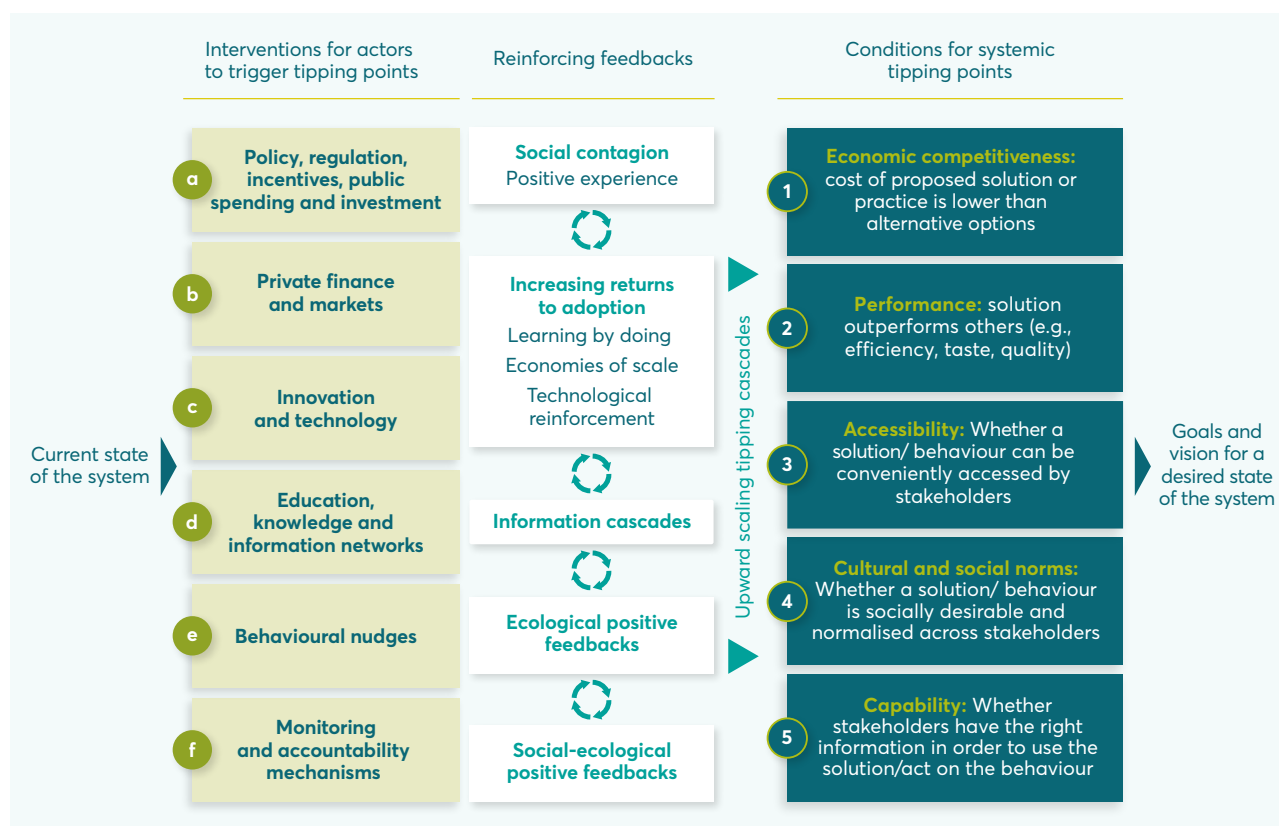 Interventions for actors
to trigger tipping points
Reinforcing feedbacks
Conditions for systemic
tipping points
Current state
of the system
a
Policy, regulation,
incentives, public
spending and investment
b
Private finance
and markets
c
Innovation
and technology
d
Education,
knowledge and
information networks
e
Behavioural nudges
f
Monitoring
and accountability
mechanisms
Social contagion
Positive experience
Increasing returns
to adoption
Learning by doing
Economies of scale
Technological
reinforcement
Information cascades
Ecological positive
feedbacks
Social-ecological
positive feedbacks
Upward scaling tipping cascades
1
Economic competitiveness:
cost of proposed solution or
practice is lower than
alternative options
2
Performance: solution
outperforms others (e.g.,
efficiency, taste, quality)
3
Accessibility: Whether a
solution/ behaviour can be
conveniently accessed by
stakeholders
4
Cultural and social norms:
Whether a solution/ behaviour
is socially desirable and
normalised across stakeholders
5
Capability: Whether
stakeholders have the right
information in order to use the
solution/act on the behaviour
Goals and
vision for a
desired state
of the system